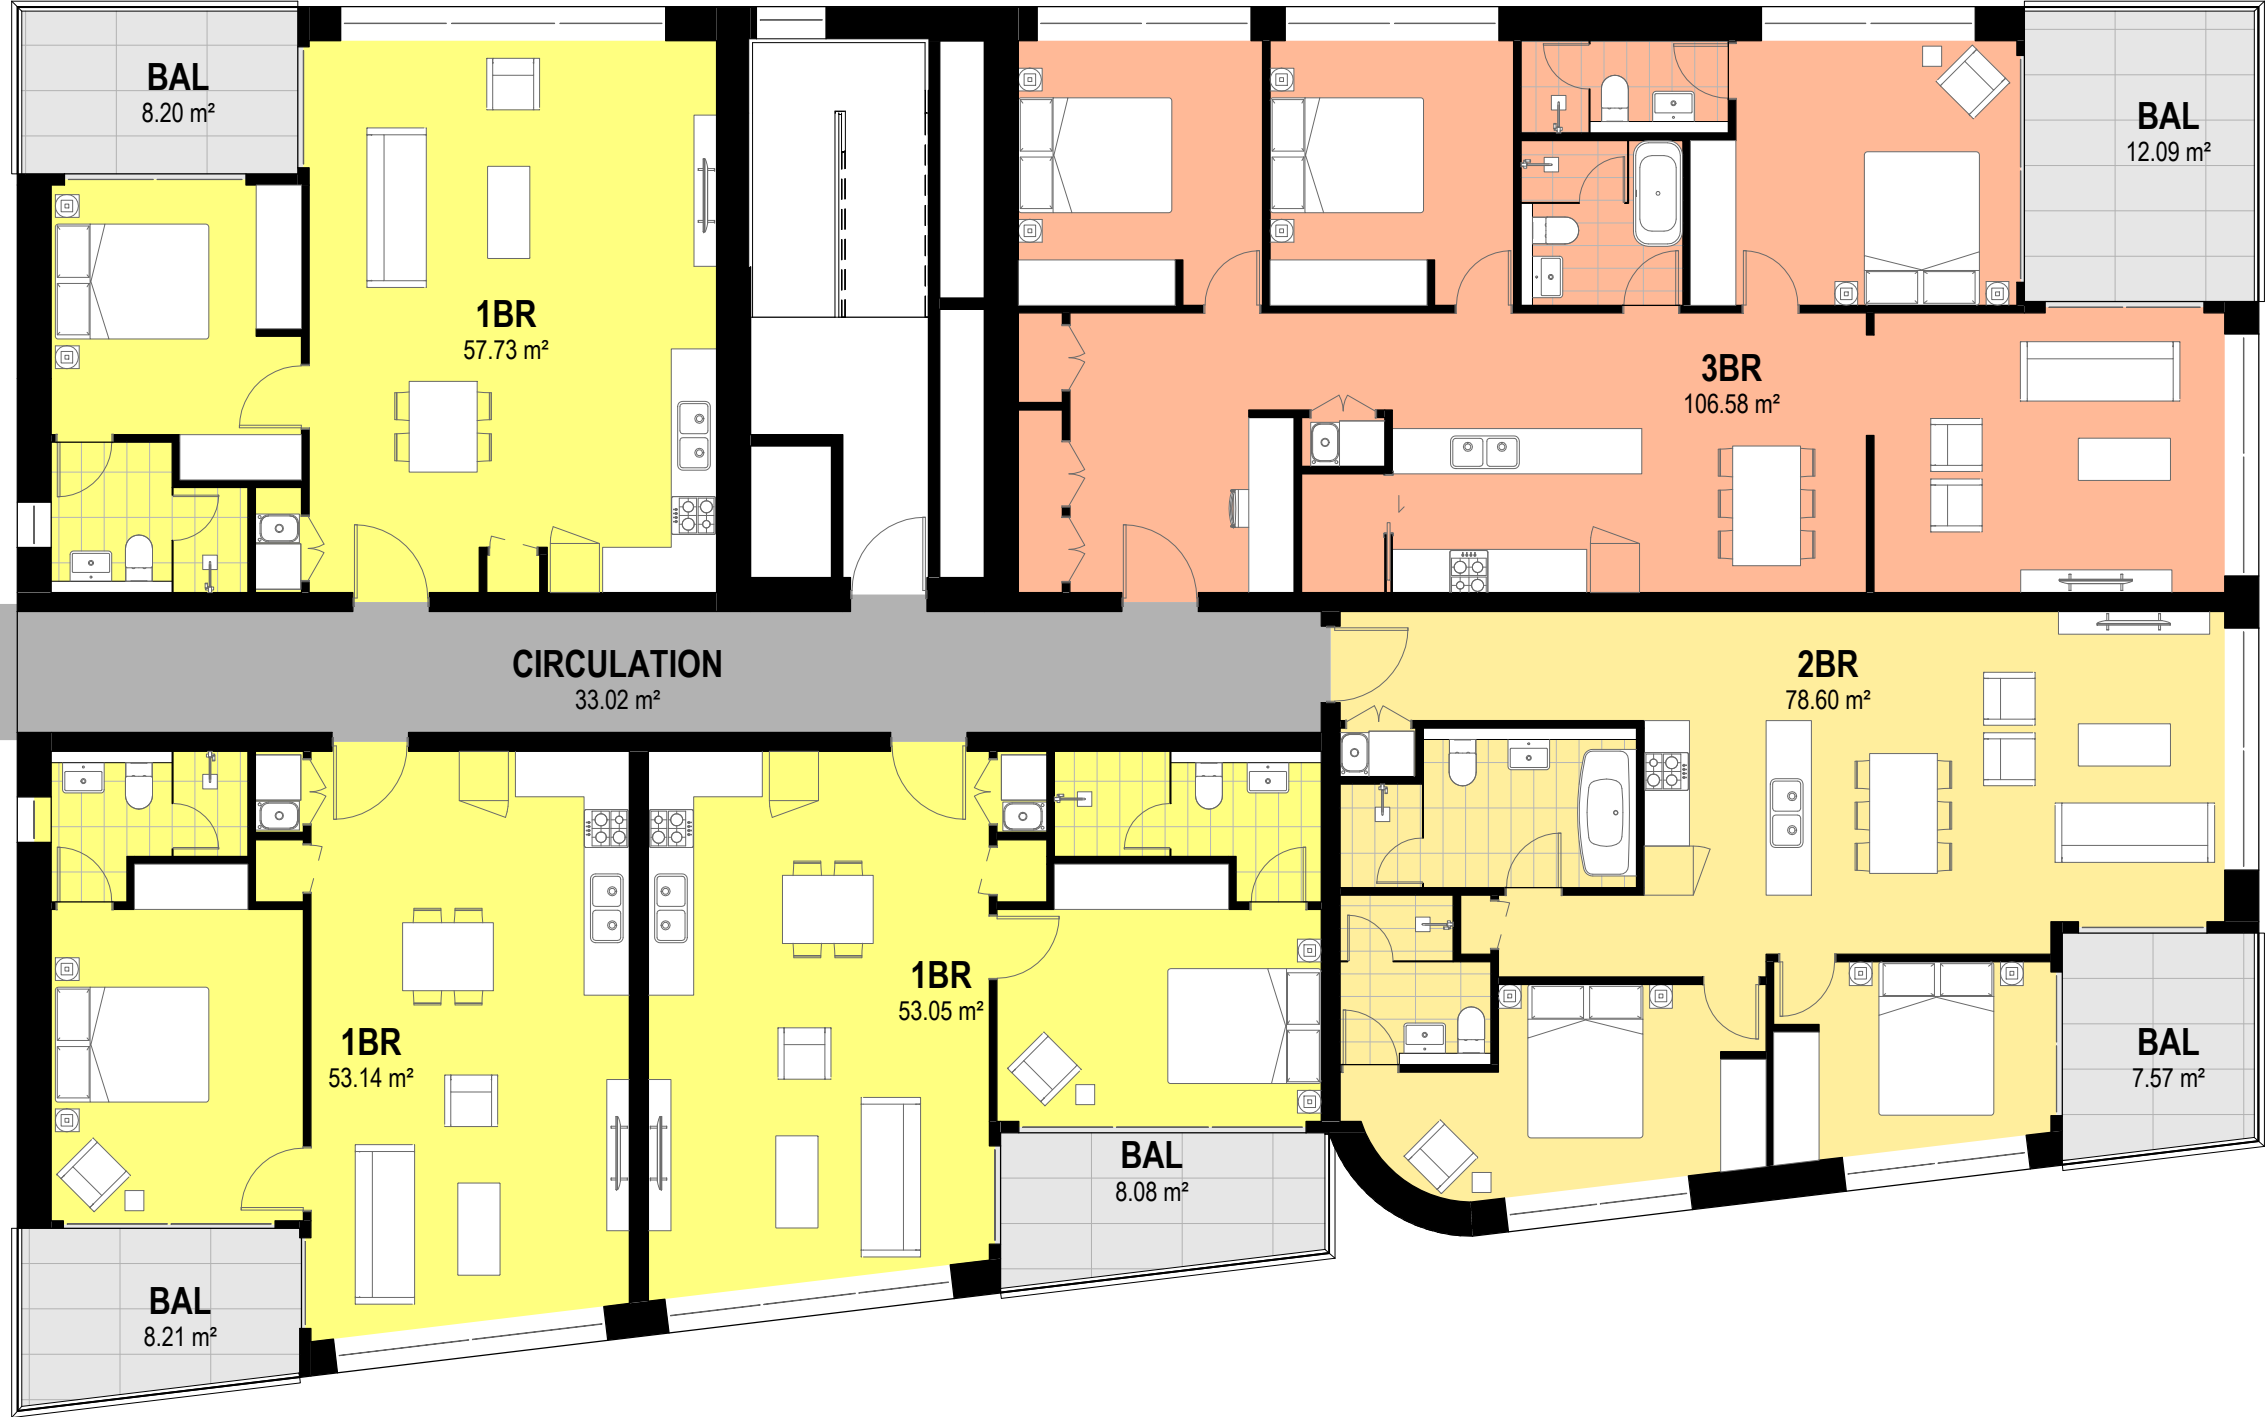 BAL
8.20 m²
BAL
12.09 m²
1BR
57.73 m²
3BR
106.58 m²
CIRCULATION
33.02 m²
2BR
78.60 m²
1BR
53.05 m²
1BR
53.14 m²
BAL
7.57 m²
BAL
8.08 m²
BAL
8.21 m²